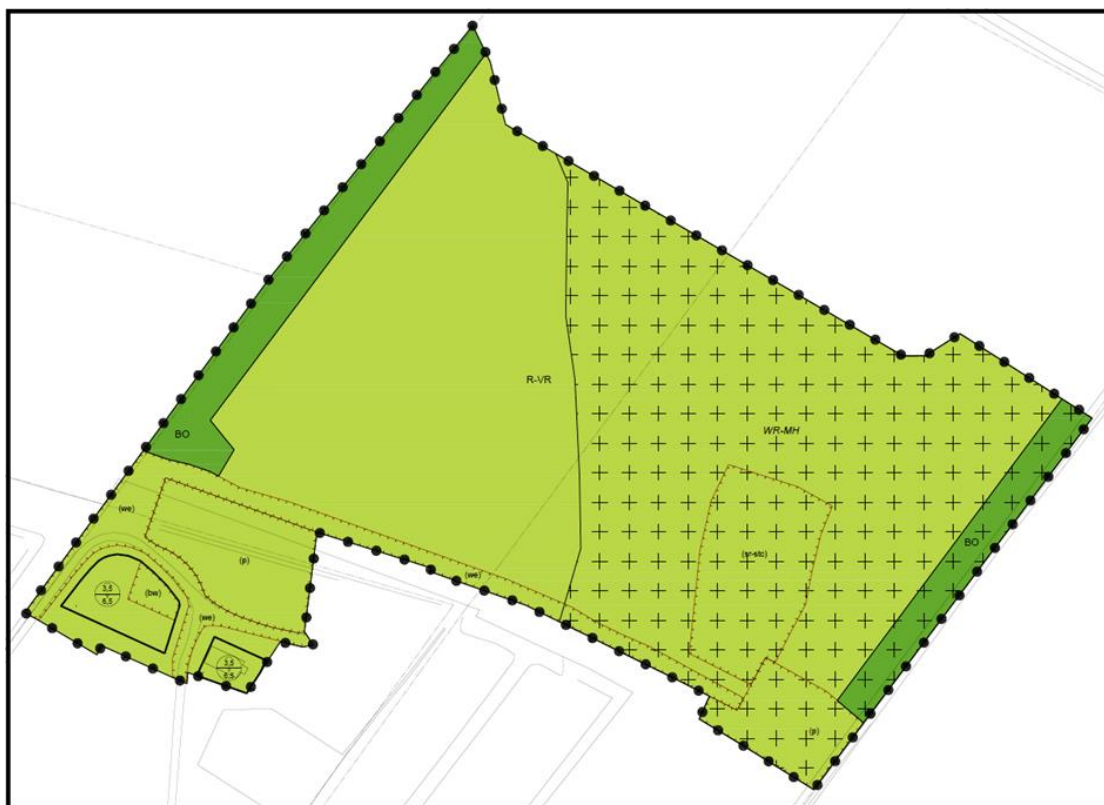 R-VR
WR-MH
BO
(we)
(sr-stc)
BO
(p)
(we)
3,5
6,5
(bw)
(we)
3,5
6,5
(p)